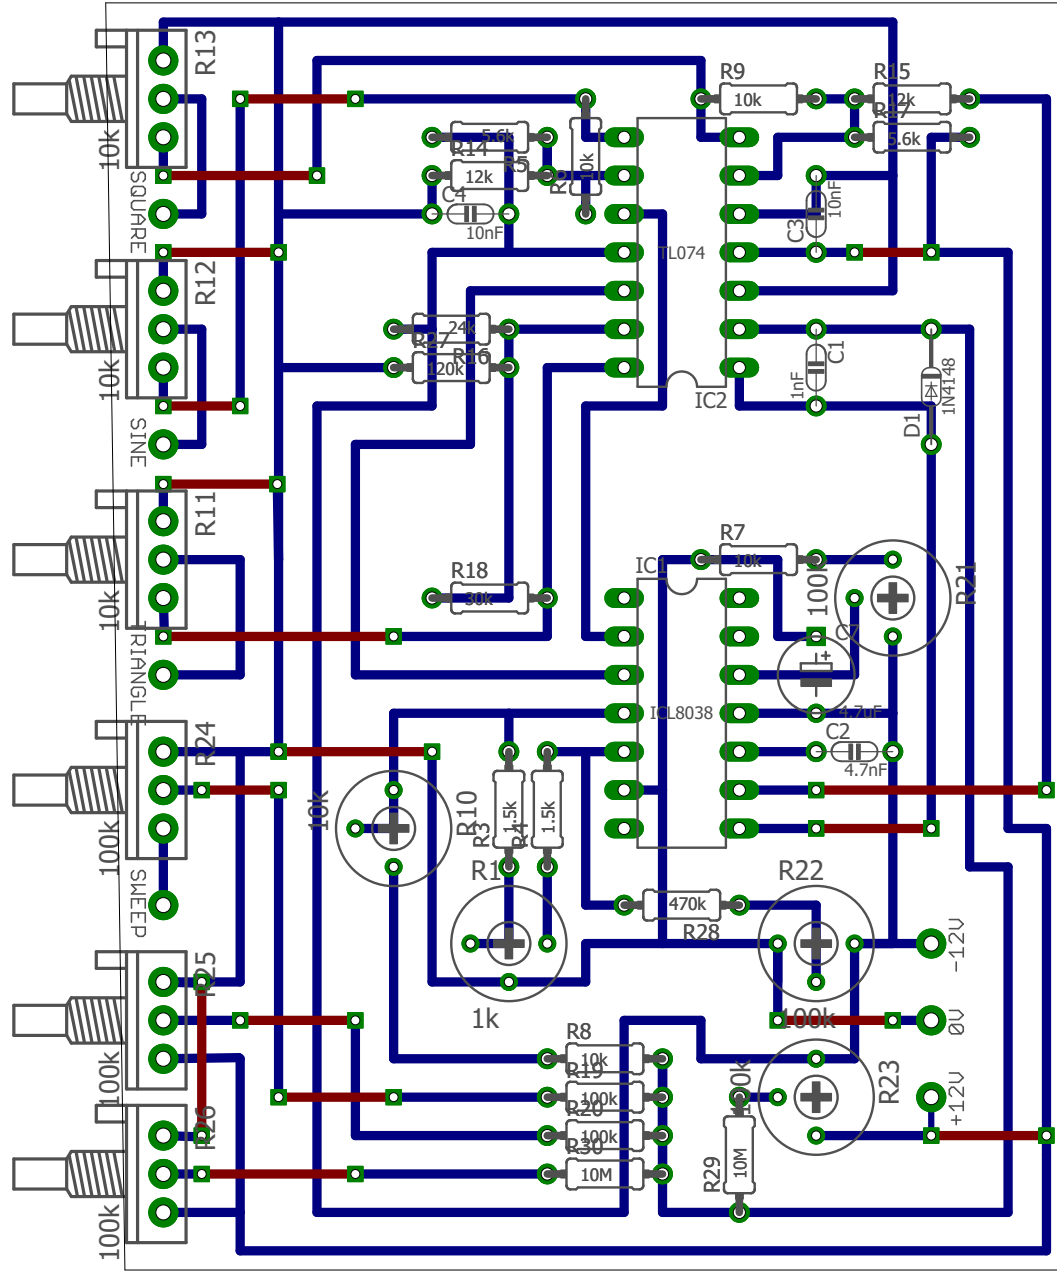 R13
10k
SQUARE
R12
10k
SINE
R11
10k
TRIANGLE
R24
100k
SWEEP
R25
100k
R26
100k
5.6k
R14
12k
R5
C4
10nF
R6
10k
R9
10k
R15
12k
R17
5.6k
C3
10nF
TL074
IC2
24k
R27
R16
120k
C1
1nF
D1
1N4148
R18
30k
IC1
ICL8038
R7
10k
100k
R21
C7
+
4.7uF
C2
4.7nF
10k
R10
R3
1.5k
R4
1.5k
R1
1k
470k
R28
R22
100k
-12V
0V
+12V
R8
10k
R19
100k
R20
100k
R30
10M
R29
10M
100k
R23